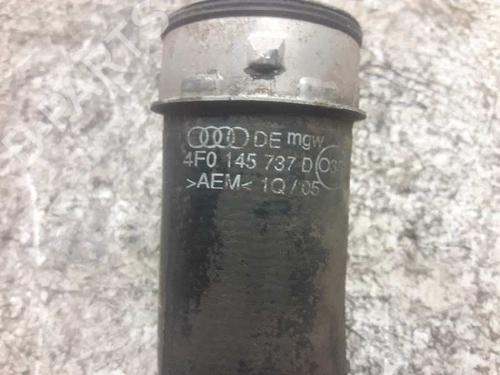 DE mgw
4F0 145 737 D
>AEM< 1Q / 05